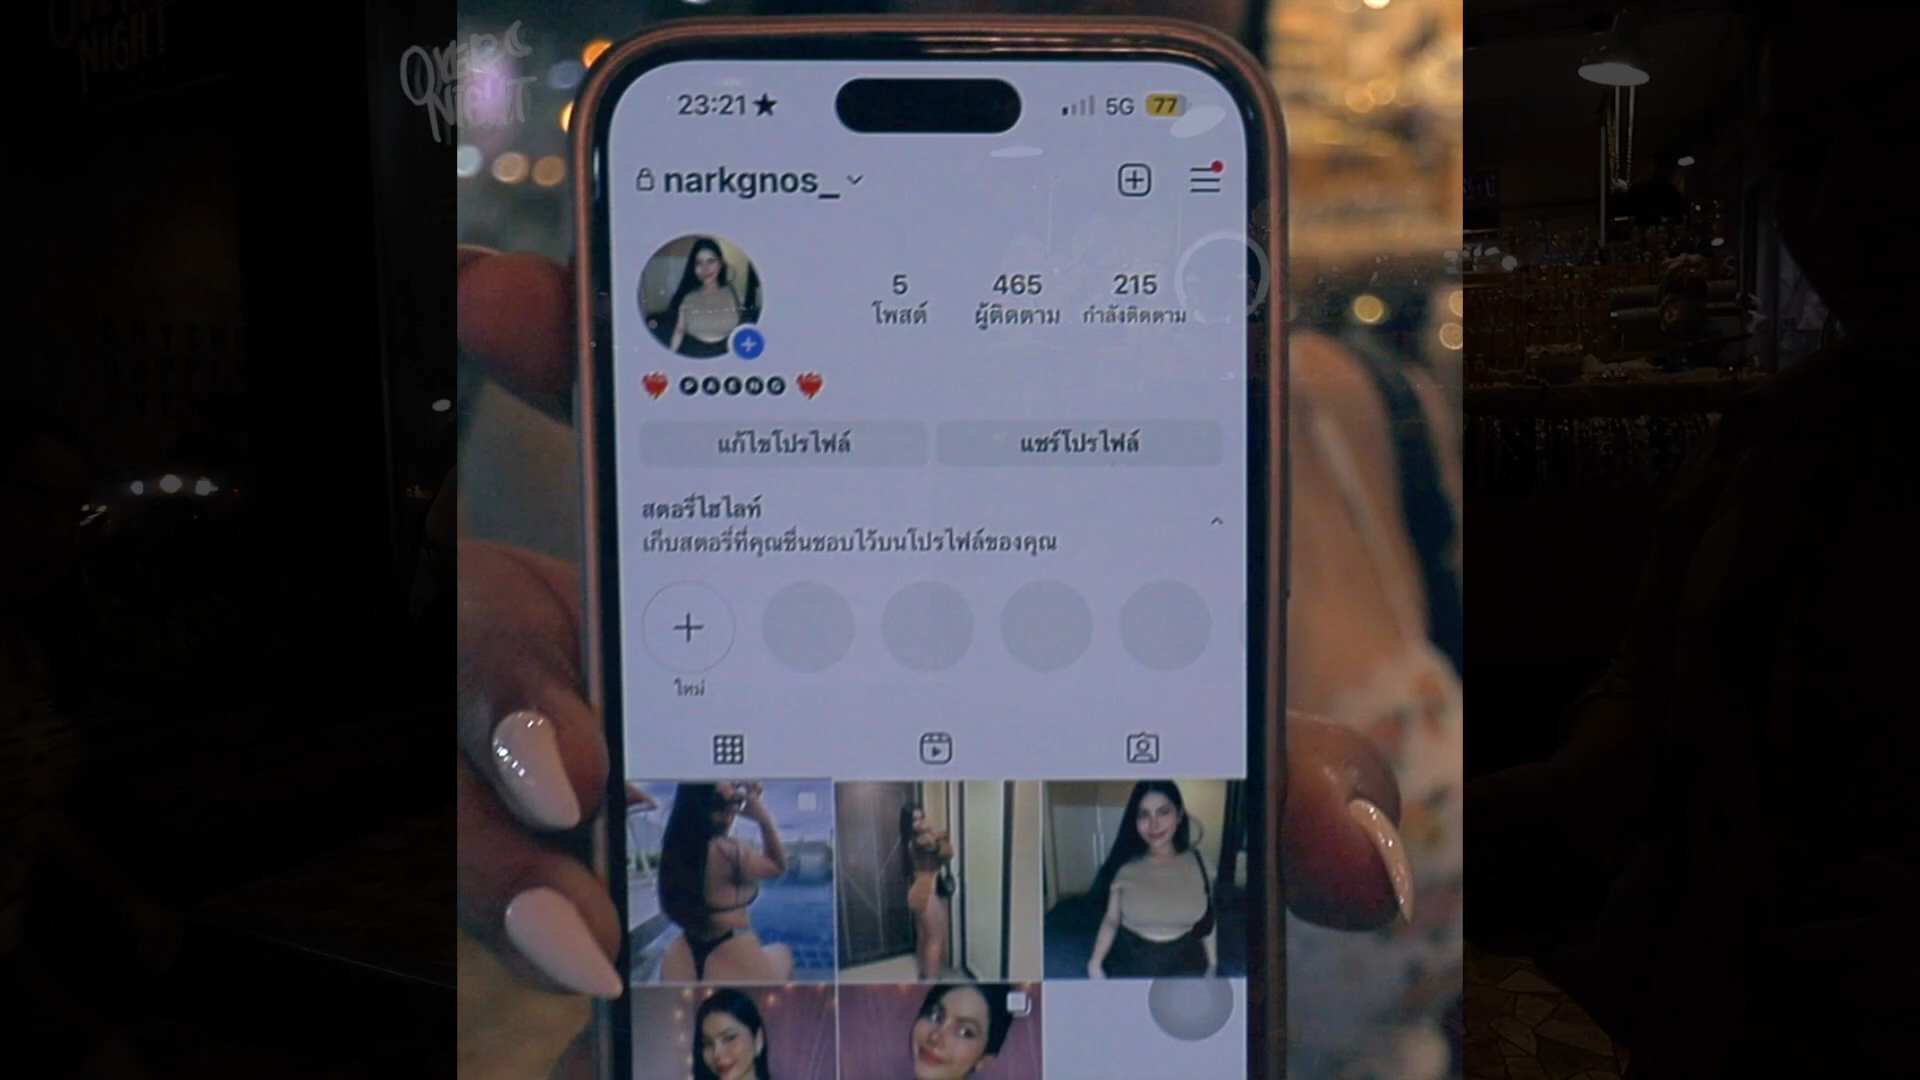 OVER
NIGHT
23:21 5G 77
narkgnos_
5 465 215
โพสต์ ผู้ติดตาม กำลังติดตาม
❤️‍🔥 🅟🅐🅔🅝🅖 ❤️‍🔥
แก้ไขโปรไฟล์ แชร์โปรไฟล์
สตอรี่ไฮไลท์
เก็บสตอรี่ที่คุณชื่นชอบไว้บนโปรไฟล์ของคุณ
ใหม่